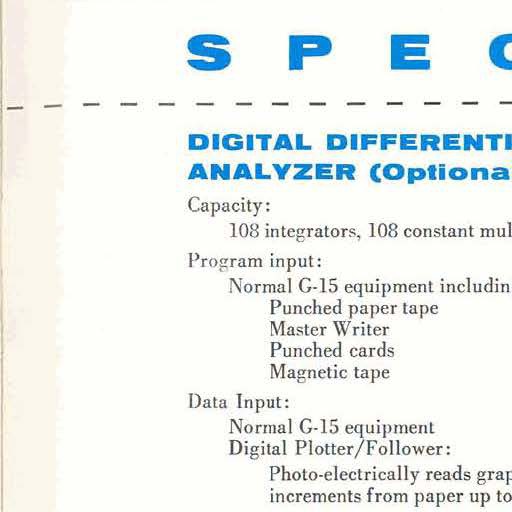 S P E C
DIGITAL DIFFERENTI
ANALYZER (Optiona
Capacity:
108 integrators, 108 constant mul
Program input:
Normal G-15 equipment includin
Punched paper tape
Master Writer
Punched cards
Magnetic tape
Data Input:
Normal G-15 equipment
Digital Plotter/Follower:
Photo-electrically reads grap
increments from paper up to